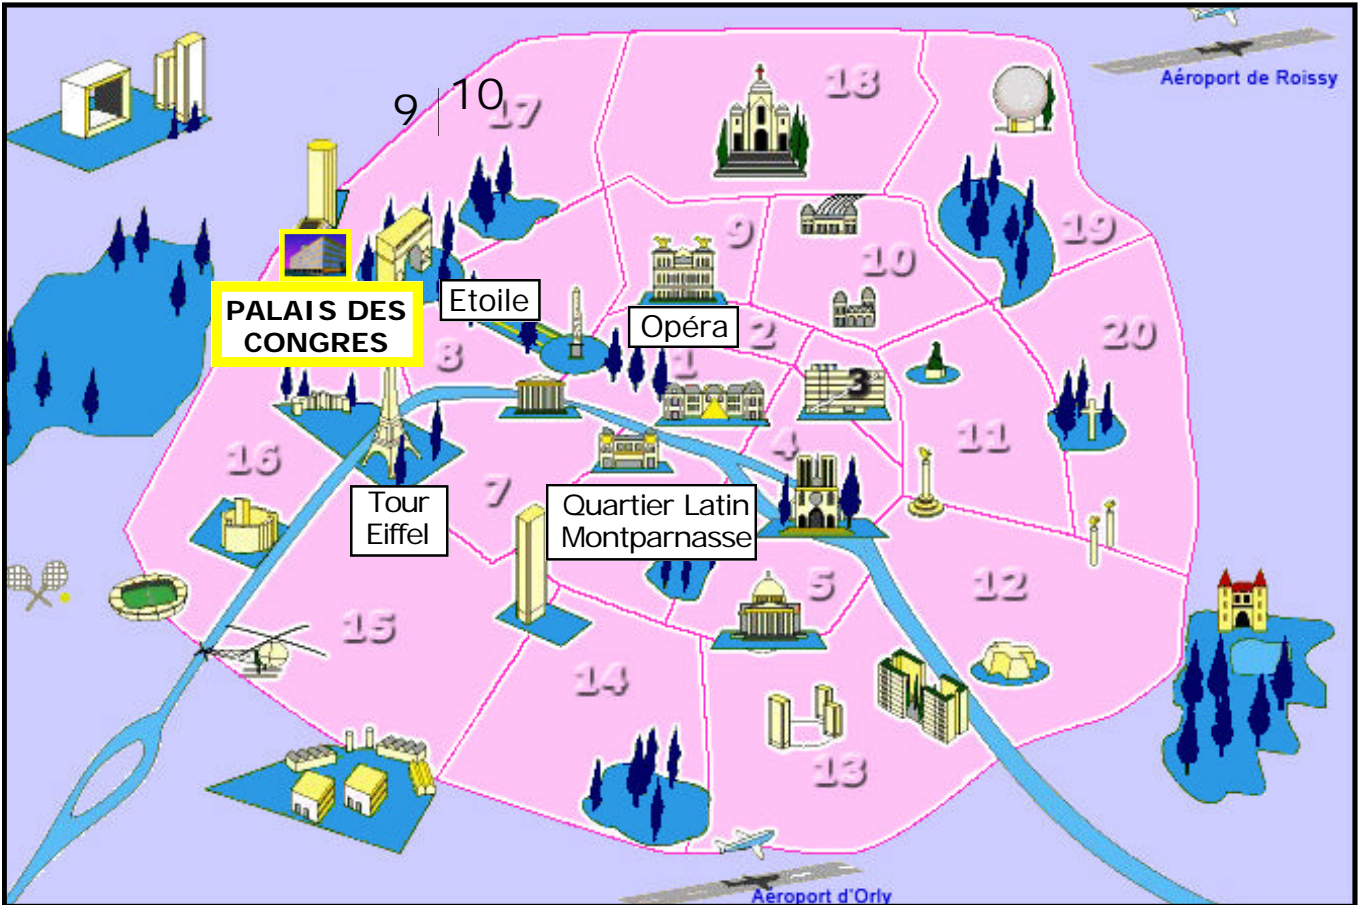 Aéroport de Roissy
18
9 | 10
17
9
19
10
PALAIS DES
CONGRES
Etoile
Opéra
2
20
8
1
3
11
16
4
7
Tour
Eiffel
Quartier Latin
Montparnasse
5
12
15
14
13
Aéroport d'Orly